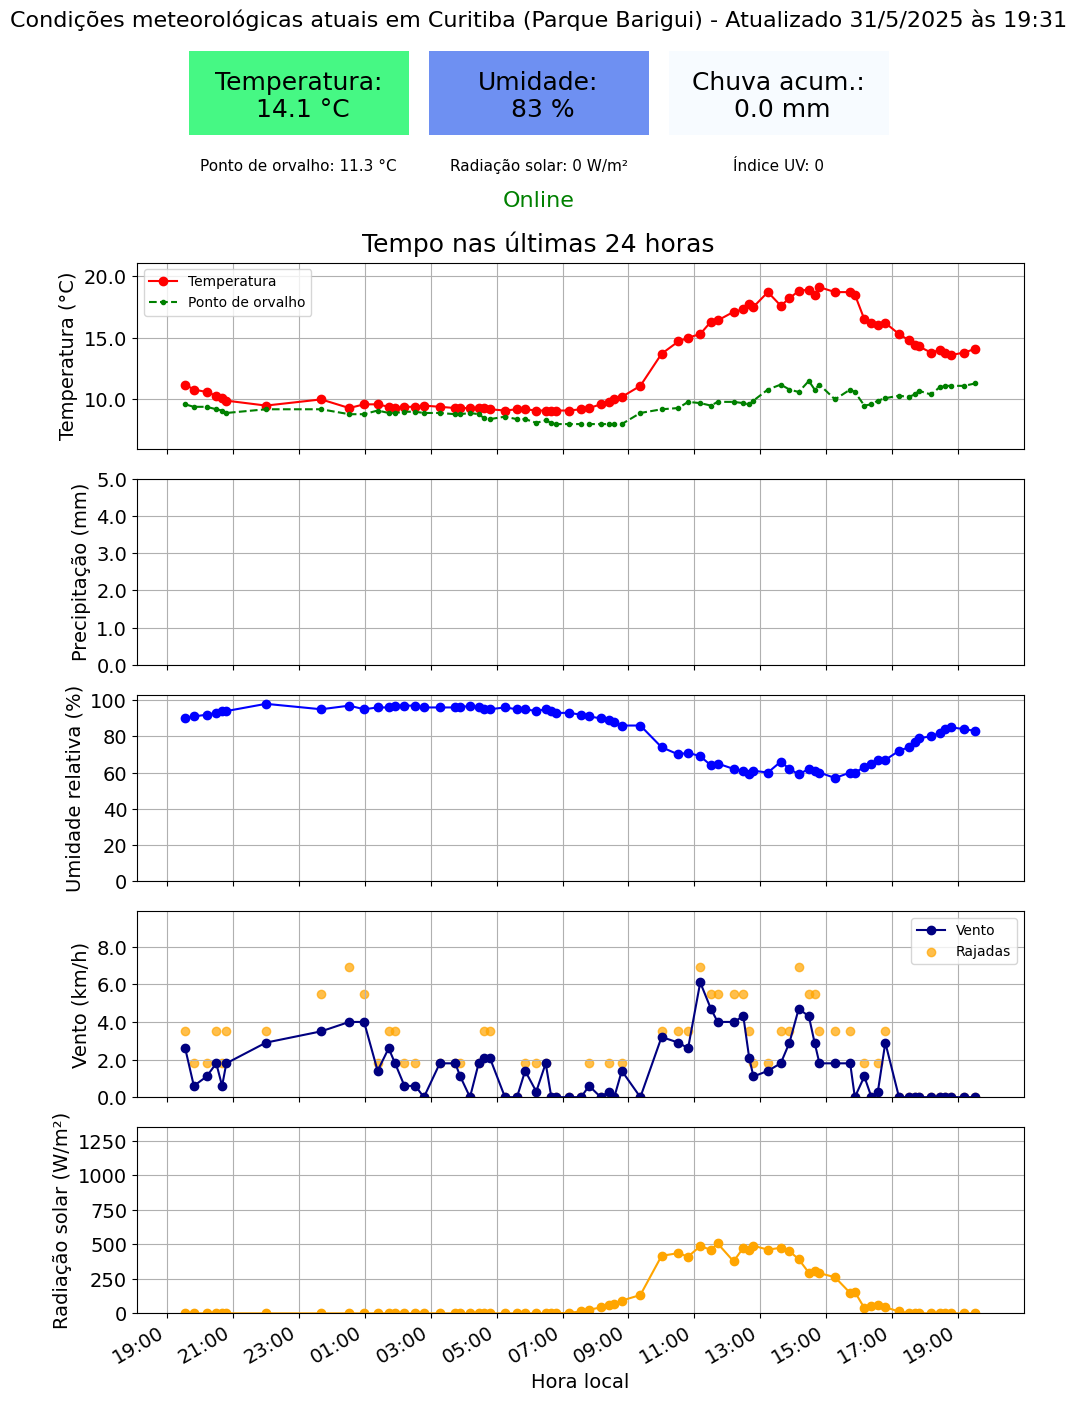 Condições meteorológicas atuais em Curitiba (Parque Barigui) - Atualizado 31/5/2025 às 19:31
Temperatura:
14.1 °C
Umidade:
83 %
Chuva acum.:
0.0 mm
Ponto de orvalho: 11.3 °C
Radiação solar: 0 W/m²
Índice UV: 0
Online
Tempo nas últimas 24 horas
Temperatura (°C)
20.0
15.0
10.0
Temperatura
Ponto de orvalho
Precipitação (mm)
5.0
4.0
3.0
2.0
1.0
0.0
Umidade relativa (%)
100
80
60
40
20
0
Vento (km/h)
8.0
6.0
4.0
2.0
0.0
Vento
Rajadas
Radiação solar (W/m²)
1250
1000
750
500
250
0
19:00
21:00
23:00
01:00
03:00
05:00
07:00
09:00
11:00
13:00
15:00
17:00
19:00
Hora local